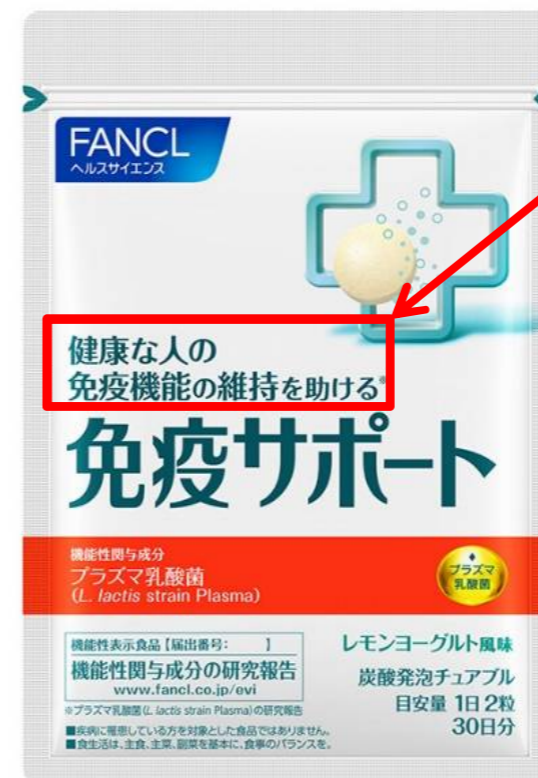 FANCL
ヘルスサイエンス
健康な人の
免疫機能の維持を助ける※
免疫サポート
機能性関与成分
プラズマ乳酸菌
(L. lactis strain Plasma)
プラズマ
乳酸菌
機能性表示食品【届出番号:　　】
機能性関与成分の研究報告
www.fancl.co.jp/evi
※プラズマ乳酸菌(L. lactis strain Plasma)の研究報告
■疾病に罹患している方を対象とした食品ではありません。
■食生活は、主食、主菜、副菜を基本に、食事のバランスを。
レモンヨーグルト風味
炭酸発泡チュアブル
目安量 1日2粒
30日分